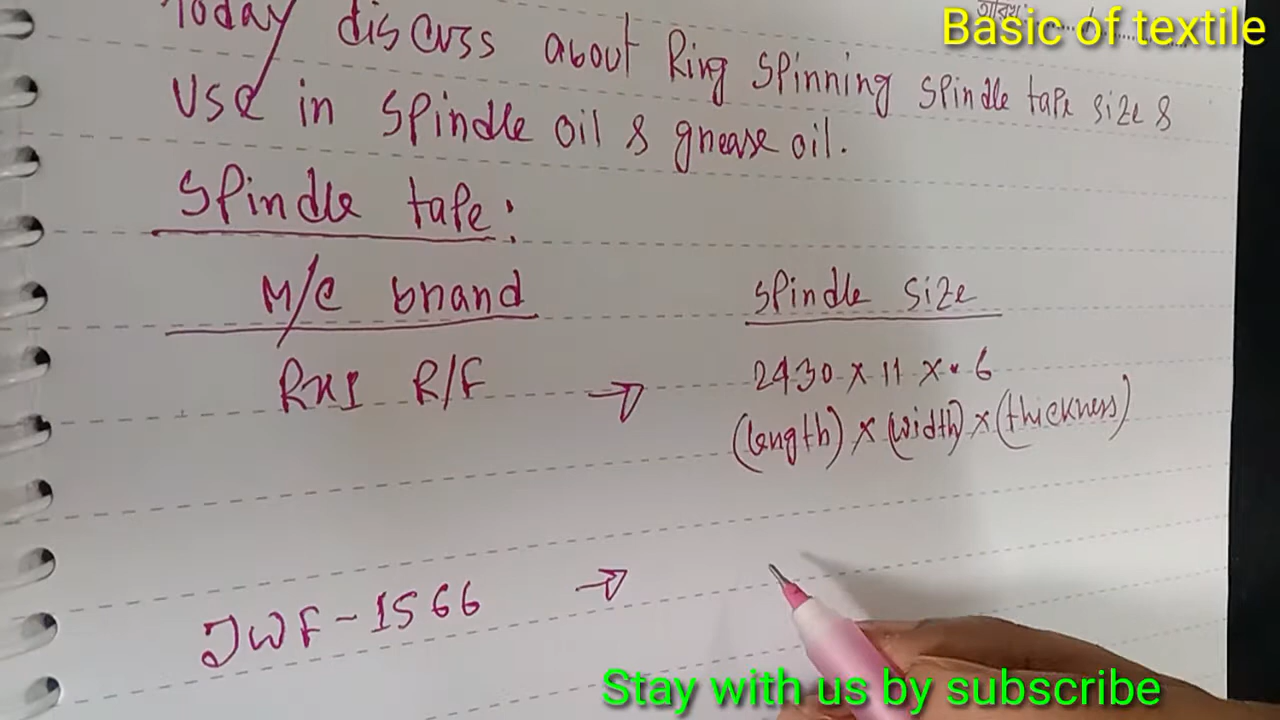 Basic of textile
Today discuss about Ring Spinning spindle tape size &
Use in spindle oil & grease oil.
Spindle tape:
M/C brand
Spindle size
RxI R/F → 2430 x 11 x .6
(length) x (width) x (thickness)
JWF-1566 →
Stay with us by subscribe